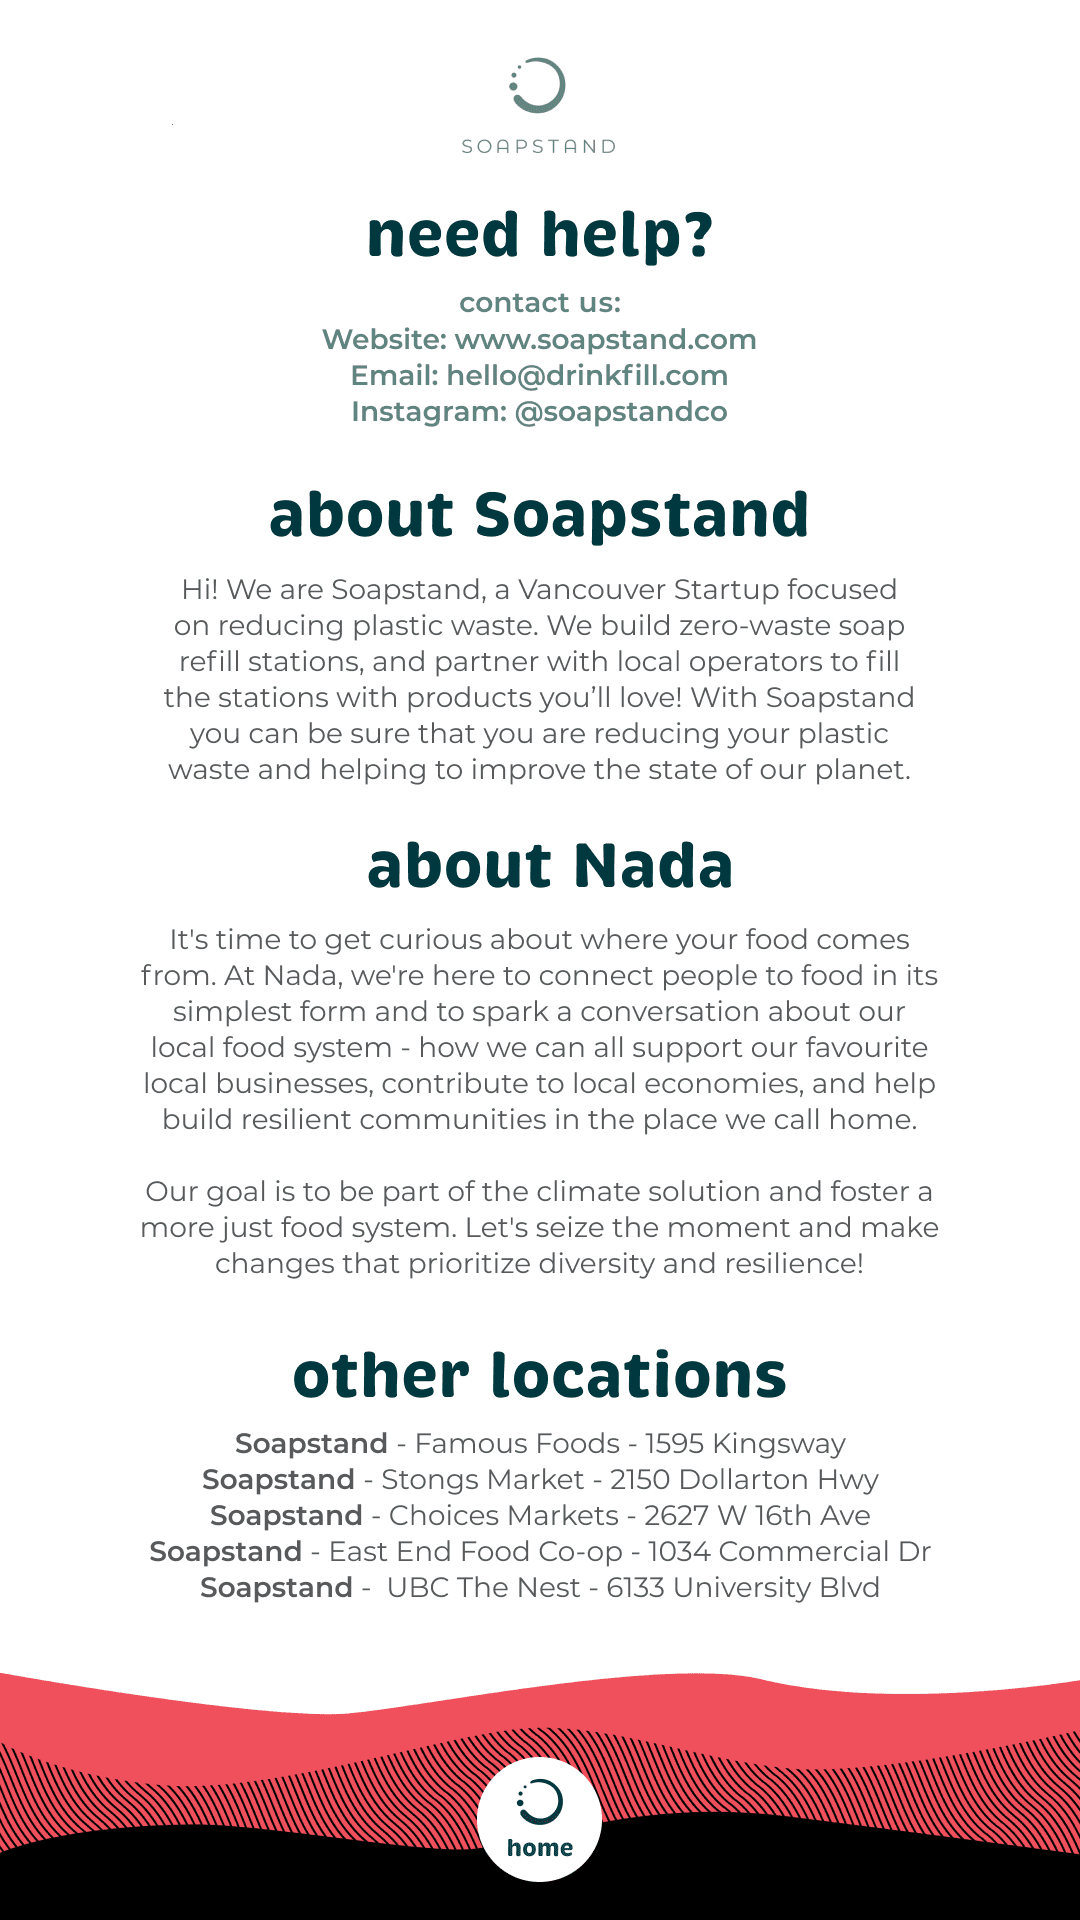 SOAPSTAND
need help?
contact us:
Website: www.soapstand.com
Email: hello@drinkfill.com
Instagram: @soapstandco
about Soapstand
Hi! We are Soapstand, a Vancouver Startup focused
on reducing plastic waste. We build zero-waste soap
refill stations, and partner with local operators to fill
the stations with products you’ll love! With Soapstand
you can be sure that you are reducing your plastic
waste and helping to improve the state of our planet.
about Nada
It's time to get curious about where your food comes
from. At Nada, we're here to connect people to food in its
simplest form and to spark a conversation about our
local food system - how we can all support our favourite
local businesses, contribute to local economies, and help
build resilient communities in the place we call home.
Our goal is to be part of the climate solution and foster a
more just food system. Let's seize the moment and make
changes that prioritize diversity and resilience!
other locations
Soapstand - Famous Foods - 1595 Kingsway
Soapstand - Stongs Market - 2150 Dollarton Hwy
Soapstand - Choices Markets - 2627 W 16th Ave
Soapstand - East End Food Co-op - 1034 Commercial Dr
Soapstand -  UBC The Nest - 6133 University Blvd
home